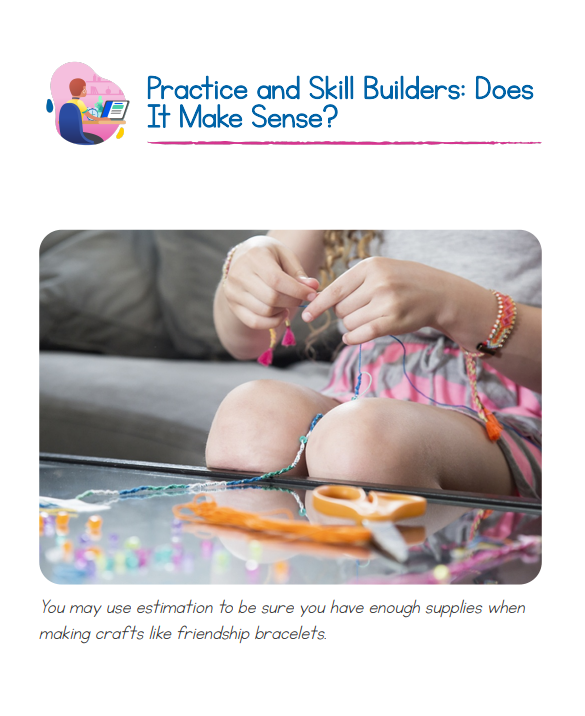 Practice and Skill Builders: Does
It Make Sense?
You may use estimation to be sure you have enough supplies when
making crafts like friendship bracelets.